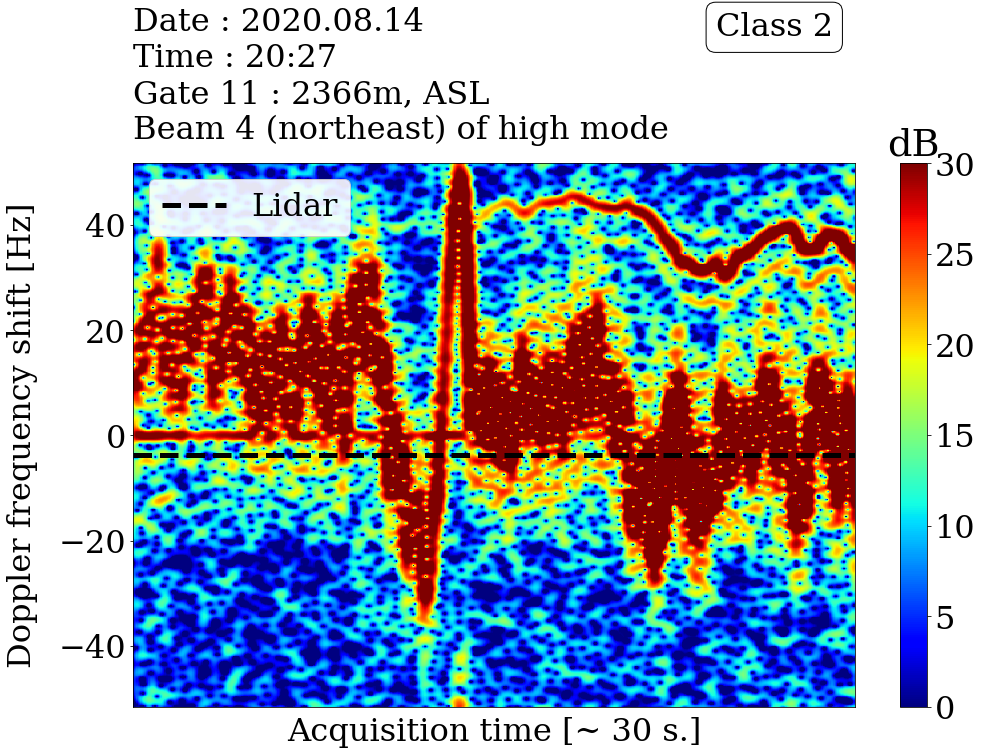 Date : 2020.08.14
Time : 20:27
Gate 11 : 2366m, ASL
Beam 4 (northeast) of high mode
Class 2
dB
Lidar
Doppler frequency shift [Hz]
40
20
0
−20
−40
30
25
20
15
10
5
0
Acquisition time [~ 30 s.]